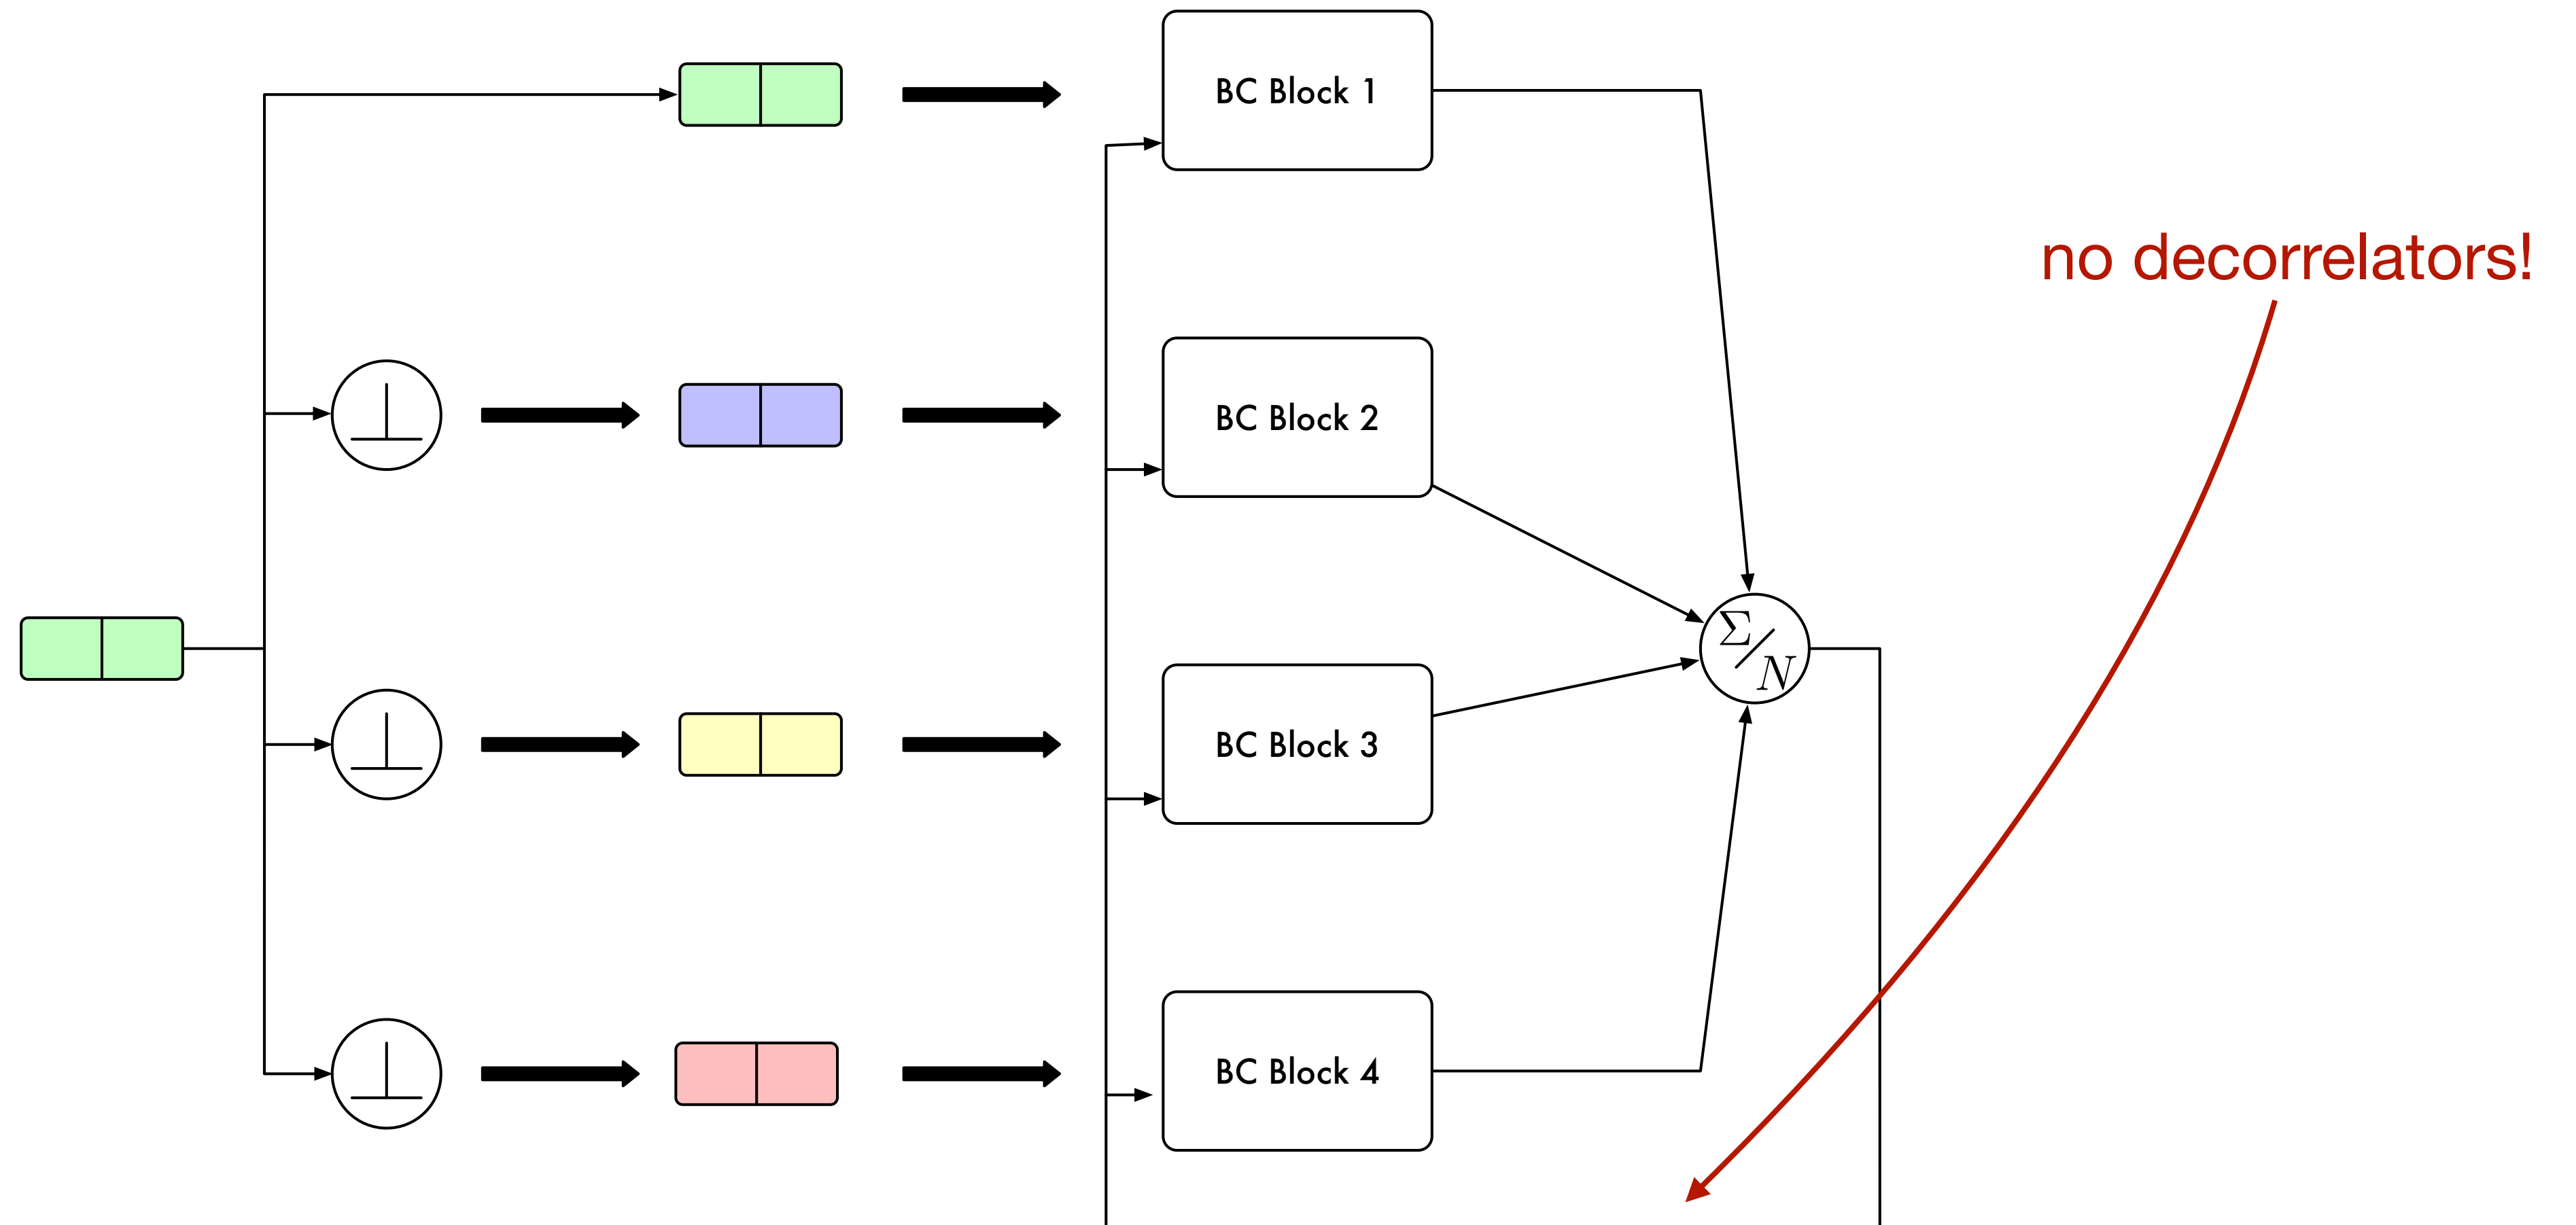 BC Block 1
no decorrelators!
⊥
BC Block 2
Σ/N
⊥
BC Block 3
⊥
BC Block 4